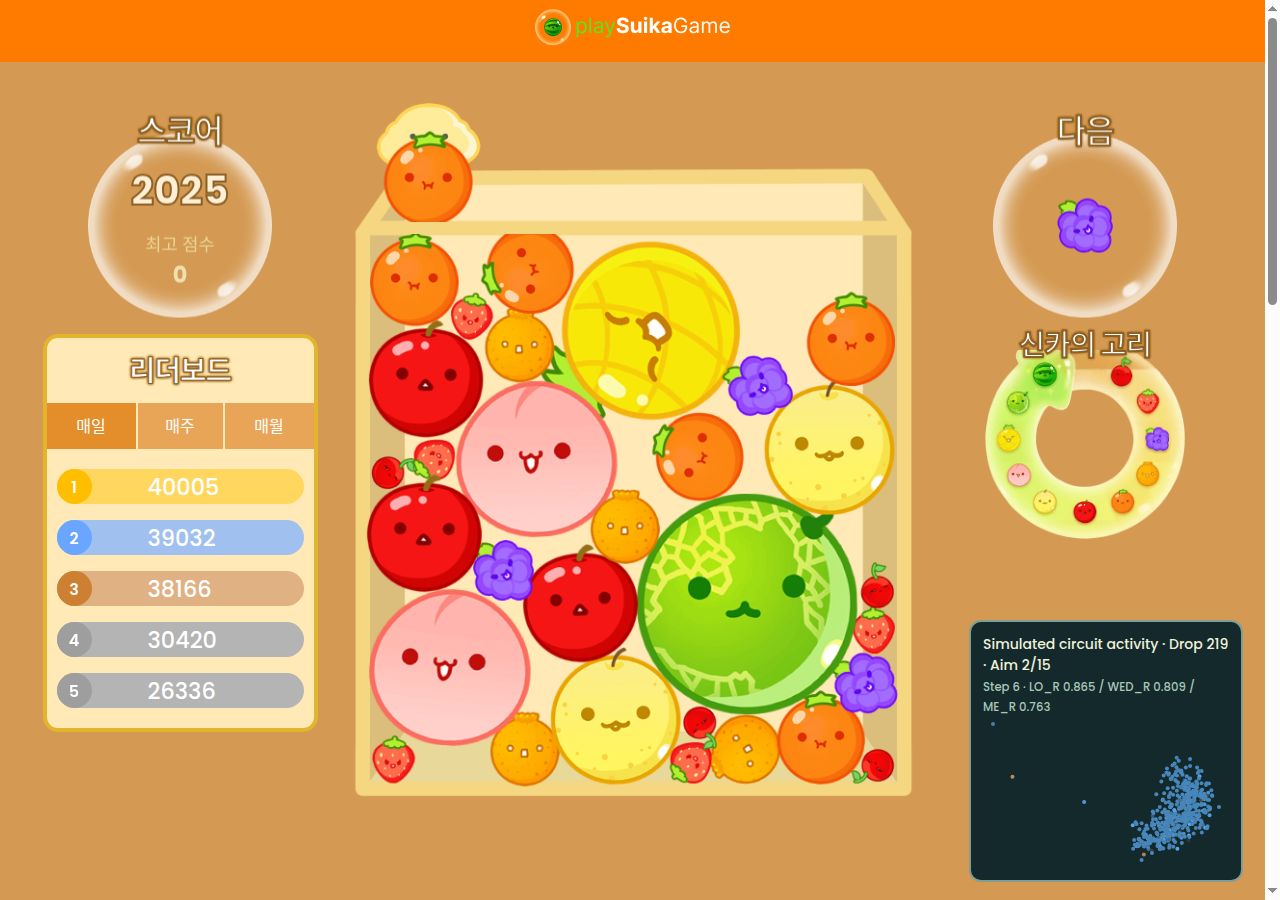 playSuikaGame
스코어
2025
최고 점수
0
다음
신카의 고리
리더보드
매일 매주 매월
1 40005
2 39032
3 38166
4 30420
5 26336
Simulated circuit activity · Drop 219
· Aim 2/15
Step 6 · LO_R 0.865 / WED_R 0.809 /
ME_R 0.763